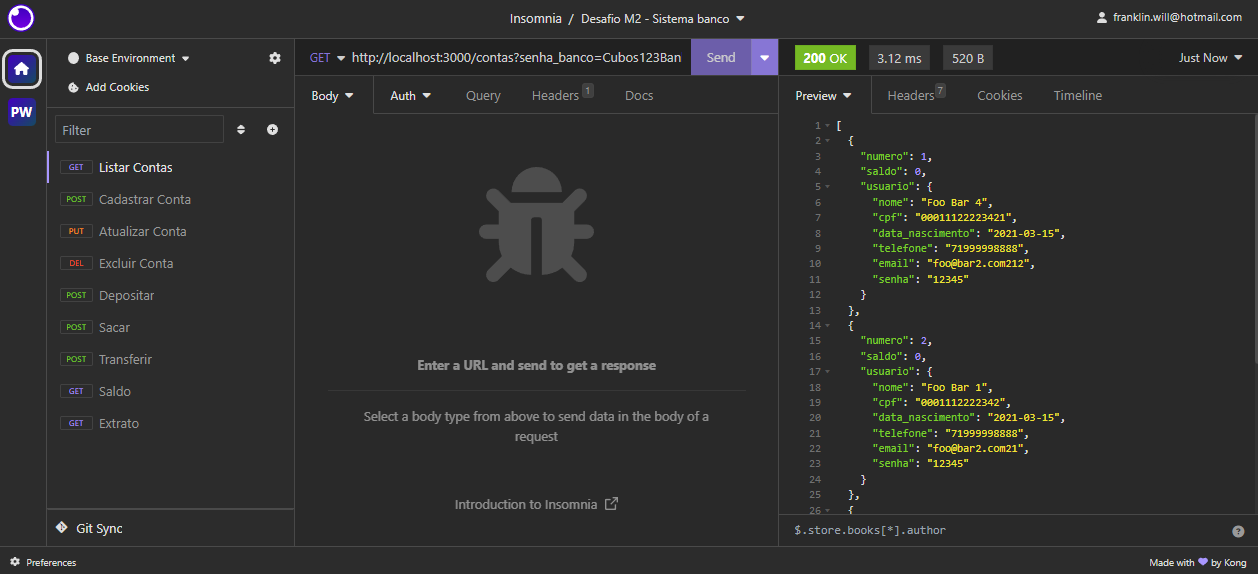 Insomnia / Desafio M2 - Sistema banco
franklin.will@hotmail.com
PW
Base Environment
Add Cookies
Filter
GET Listar Contas
POST Cadastrar Conta
PUT Atualizar Conta
DEL Excluir Conta
POST Depositar
POST Sacar
POST Transferir
GET Saldo
GET Extrato
Git Sync
GET http://localhost:3000/contas?senha_banco=Cubos123Ban Send
Body Auth Query Headers 1 Docs
Enter a URL and send to get a response
Select a body type from above to send data in the body of a
request
Introduction to Insomnia
200 OK 3.12 ms 520 B Just Now
Preview Headers 7 Cookies Timeline
1 [
2 {
3 "numero": 1,
4 "saldo": 0,
5 "usuario": {
6 "nome": "Foo Bar 4",
7 "cpf": "00011122223421",
8 "data_nascimento": "2021-03-15",
9 "telefone": "71999998888",
10 "email": "foo@bar2.com212",
11 "senha": "12345"
12 }
13 },
14 {
15 "numero": 2,
16 "saldo": 0,
17 "usuario": {
18 "nome": "Foo Bar 1",
19 "cpf": "0001112222342",
20 "data_nascimento": "2021-03-15",
21 "telefone": "71999998888",
22 "email": "foo@bar2.com21",
23 "senha": "12345"
24 }
25 },
26 {
$.store.books[*].author ?
Preferences
Made with 💜 by Kong